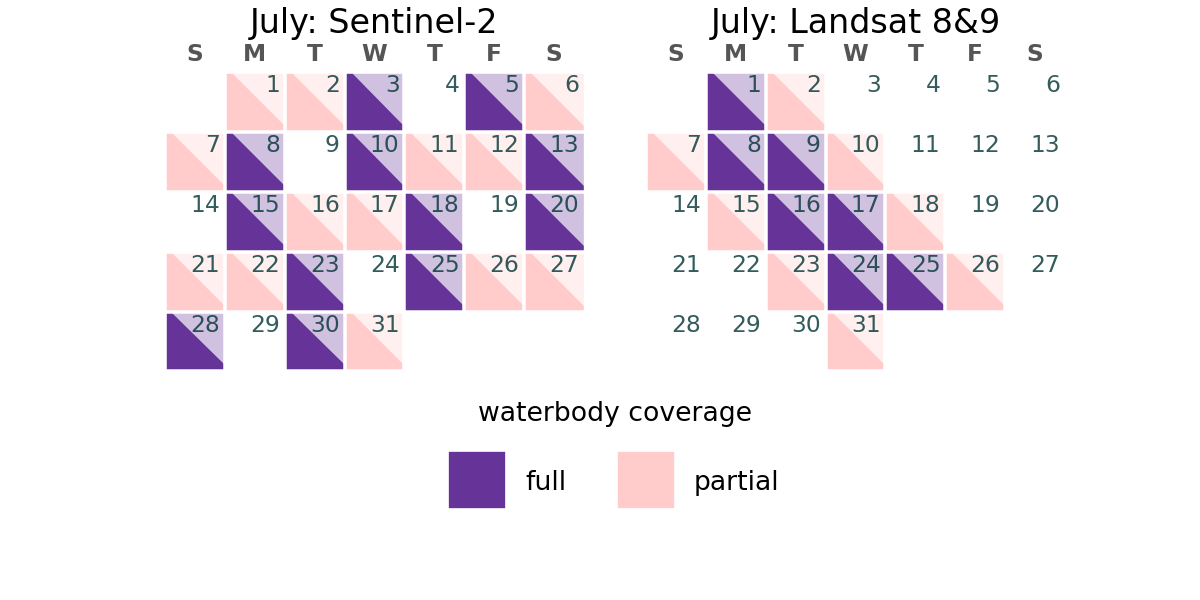 July: Sentinel-2
S M T W T F S
1 2 3 4 5 6
7 8 9 10 11 12 13
14 15 16 17 18 19 20
21 22 23 24 25 26 27
28 29 30 31
July: Landsat 8&9
S M T W T F S
1 2 3 4 5 6
7 8 9 10 11 12 13
14 15 16 17 18 19 20
21 22 23 24 25 26 27
28 29 30 31
waterbody coverage
full partial